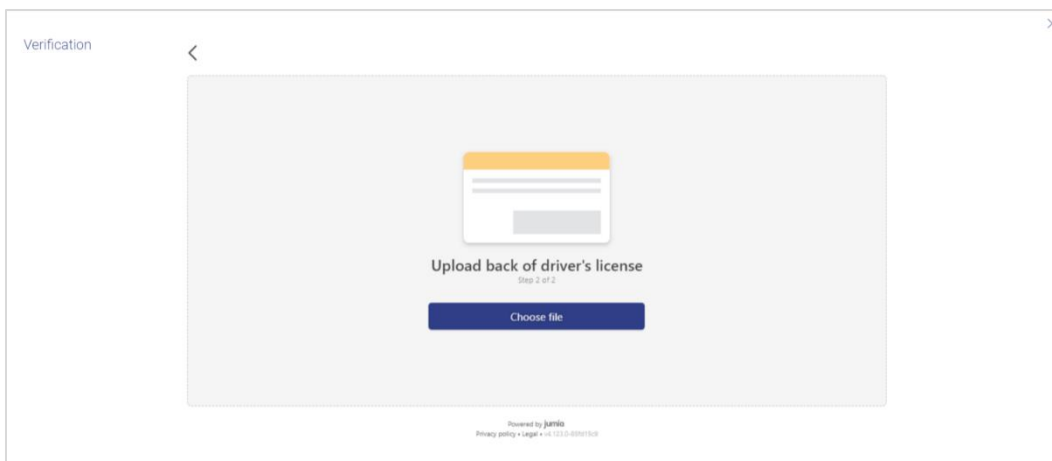 Verification
Upload back of driver's license
Step 2 of 2
Choose file
Powered by jumio
Privacy policy • Legal •